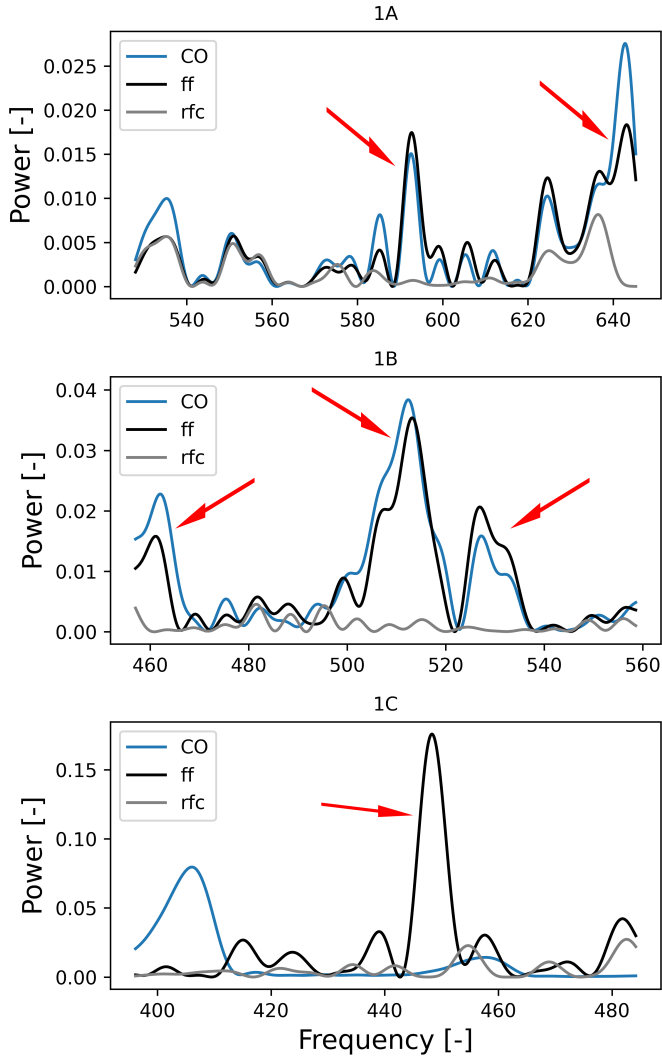 1A
CO
ff
rfc
Power [-]
0.025
0.020
0.015
0.010
0.005
0.000
540 560 580 600 620 640
1B
CO
ff
rfc
Power [-]
0.04
0.03
0.02
0.01
0.00
460 480 500 520 540 560
1C
CO
ff
rfc
Power [-]
0.15
0.10
0.05
0.00
400 420 440 460 480
Frequency [-]